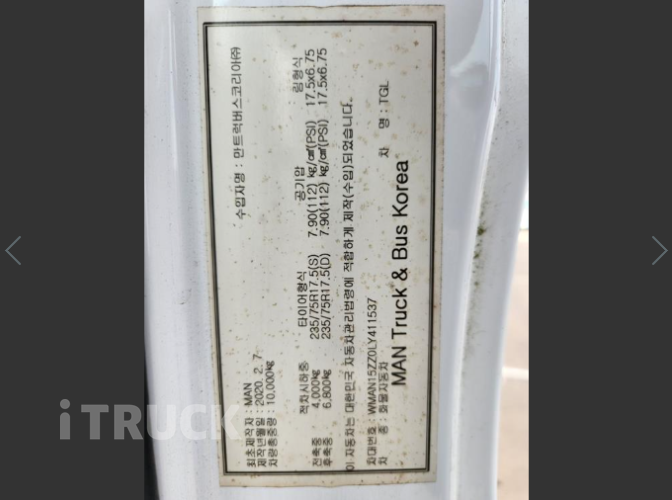 수입자명 : 만트럭버스코리아㈜
최초제작자 : MAN
제작년월일 : 2020. 2. 7
차량총중량 : 10,000kg
적차시하중 타이어형식 공기압 림형식
전축중 4,000kg 235/75R17.5(S) 7.90(112) kg/㎠(PSI) 17.5x6.75
후축중 6,800kg 235/75R17.5(D) 7.90(112) kg/㎠(PSI) 17.5x6.75
이 자동차는 대한민국 자동차관리법령에 적합하게 제작(수입)되었습니다.
차대번호 : WMAN15ZZ0LY411537
차 종 : 화물자동차 차 명 : TGL
MAN Truck & Bus Korea
iTRUCK